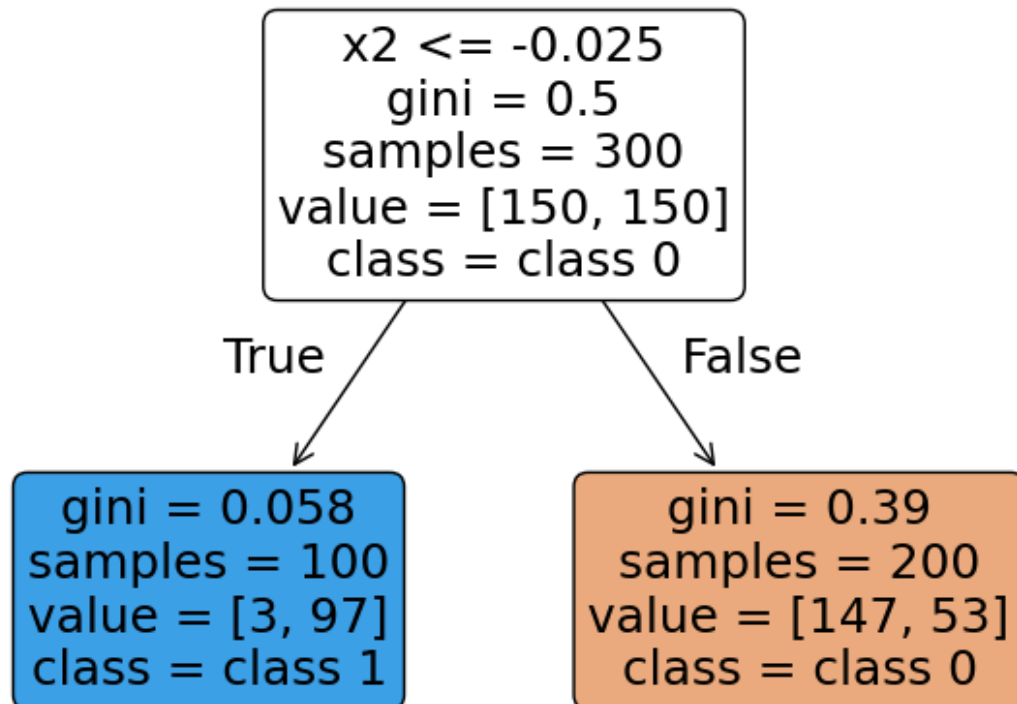 x2 <= -0.025
gini = 0.5
samples = 300
value = [150, 150]
class = class 0
True
False
gini = 0.058
samples = 100
value = [3, 97]
class = class 1
gini = 0.39
samples = 200
value = [147, 53]
class = class 0